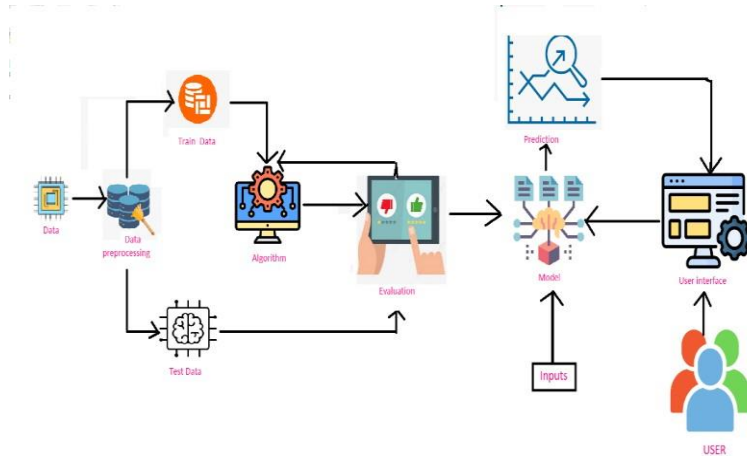 Train Data
Prediction
Data
Data
preprocessing
Algorithm
Evaluation
Model
User interface
Test Data
Inputs
USER